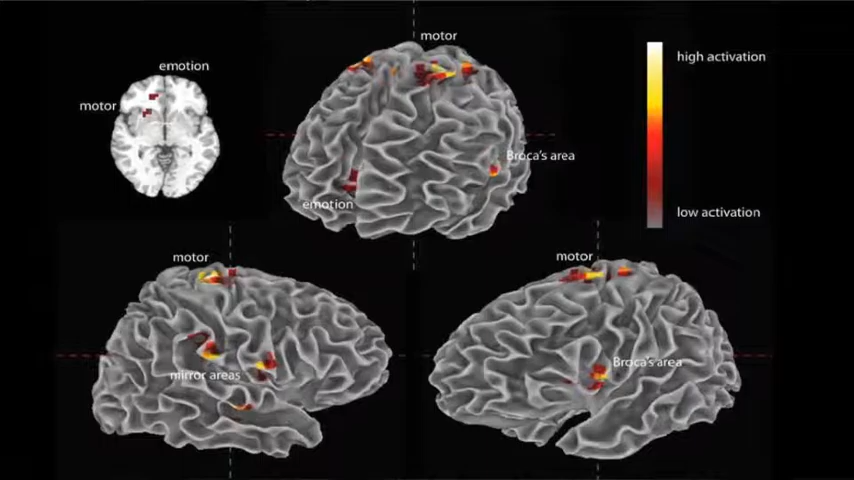 emotion
motor
motor
Broca's area
emotion
high activation
low activation
motor
mirror areas
motor
Broca's area